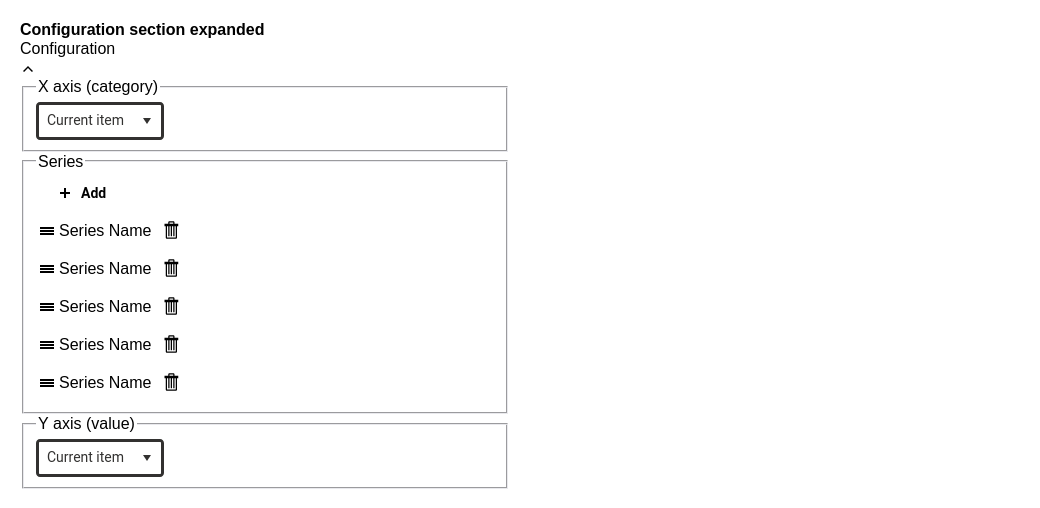 Configuration section expanded
Configuration
X axis (category)
Current item
Series
Add
Series Name
Series Name
Series Name
Series Name
Series Name
Y axis (value)
Current item